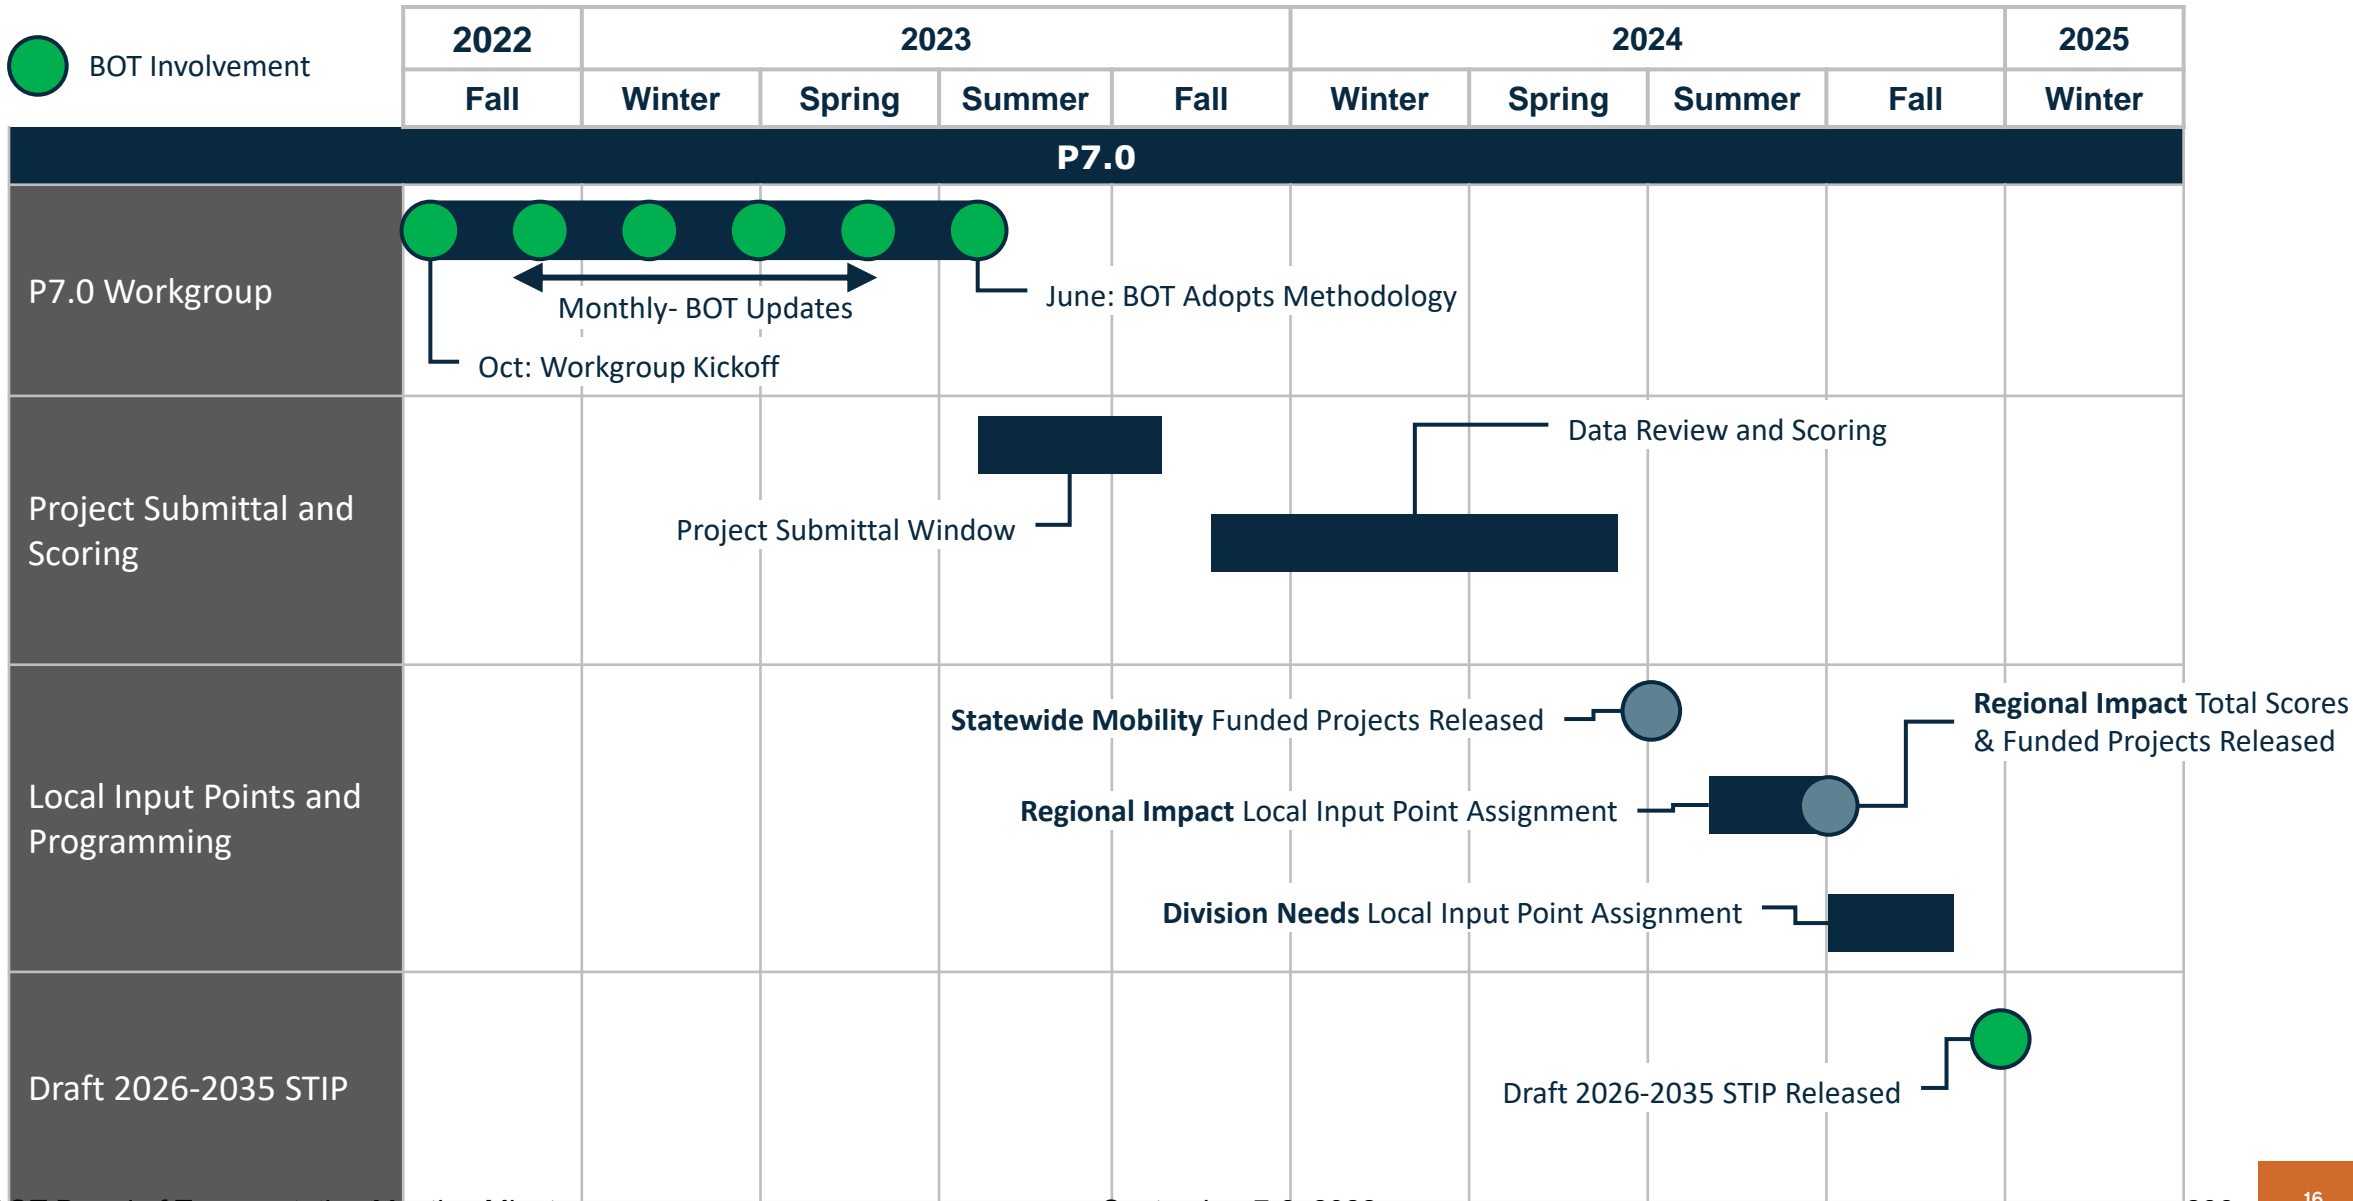 BOT Involvement
2022 2023 2024 2025
Fall Winter Spring Summer Fall Winter Spring Summer Fall Winter
P7.0
P7.0 Workgroup
Monthly- BOT Updates
June: BOT Adopts Methodology
Oct: Workgroup Kickoff
Project Submittal and
Scoring
Data Review and Scoring
Project Submittal Window
Local Input Points and
Programming
Statewide Mobility Funded Projects Released
Regional Impact Total Scores
& Funded Projects Released
Regional Impact Local Input Point Assignment
Division Needs Local Input Point Assignment
Draft 2026-2035 STIP
Draft 2026-2035 STIP Released
16